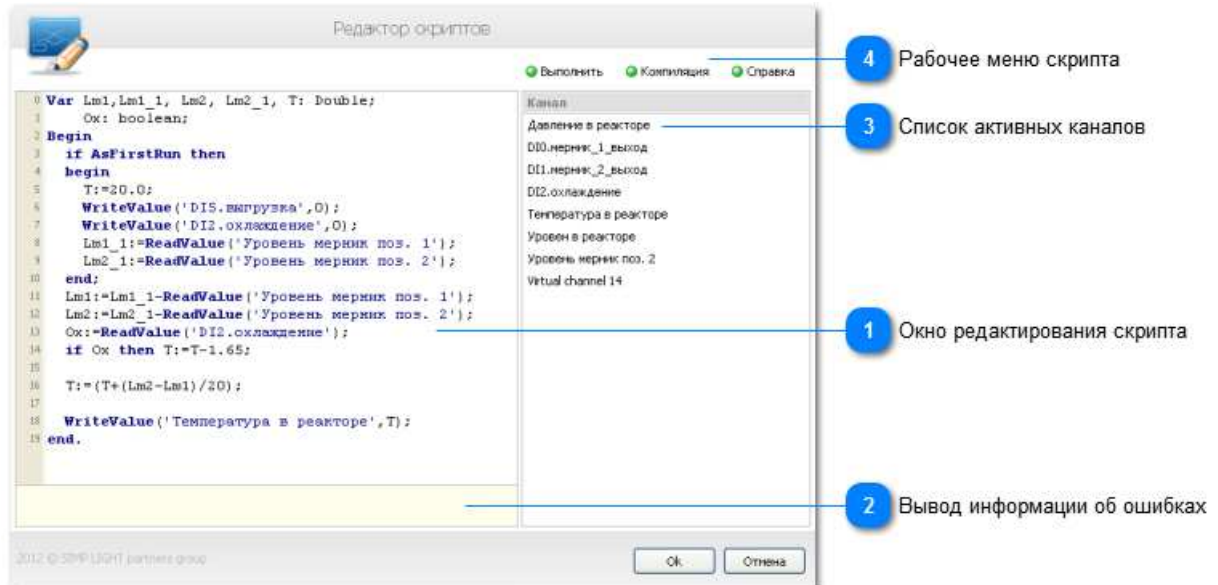 Редактор скриптов
Выполнить Компиляция Справка
0 Var Lm1,Lm1_1, Lm2, Lm2_1, T: Double;
1 Ox: boolean;
2 Begin
3 if AsFirstRun then
4 begin
5 T:=20.0;
6 WriteValue('DI5.выгрузка',0);
7 WriteValue('DI2.охлаждение',0);
8 Lm1_1:=ReadValue('Уровень мерник поз. 1');
9 Lm2_1:=ReadValue('Уровень мерник поз. 2');
10 end;
11 Lm1:=Lm1_1-ReadValue('Уровень мерник поз. 1');
12 Lm2:=Lm2_1-ReadValue('Уровень мерник поз. 2');
13 Ox:=ReadValue('DI2.охлаждение');
14 if Ox then T:=T-1.65;
15
16 T:=(T+(Lm2-Lm1)/20);
17
18 WriteValue('Температура в реакторе',T);
19 end.
Канал
Давление в реакторе
DI0.мерник_1_выход
DI1.мерник_2_выход
DI2.охлаждение
Температура в реакторе
Уровен в реакторе
Уровень мерник поз. 2
Virtual channel 14
2012 © SIMP LIGHT partners group
Ok Отмена
4 Рабочее меню скрипта
3 Список активных каналов
1 Окно редактирования скрипта
2 Вывод информации об ошибках